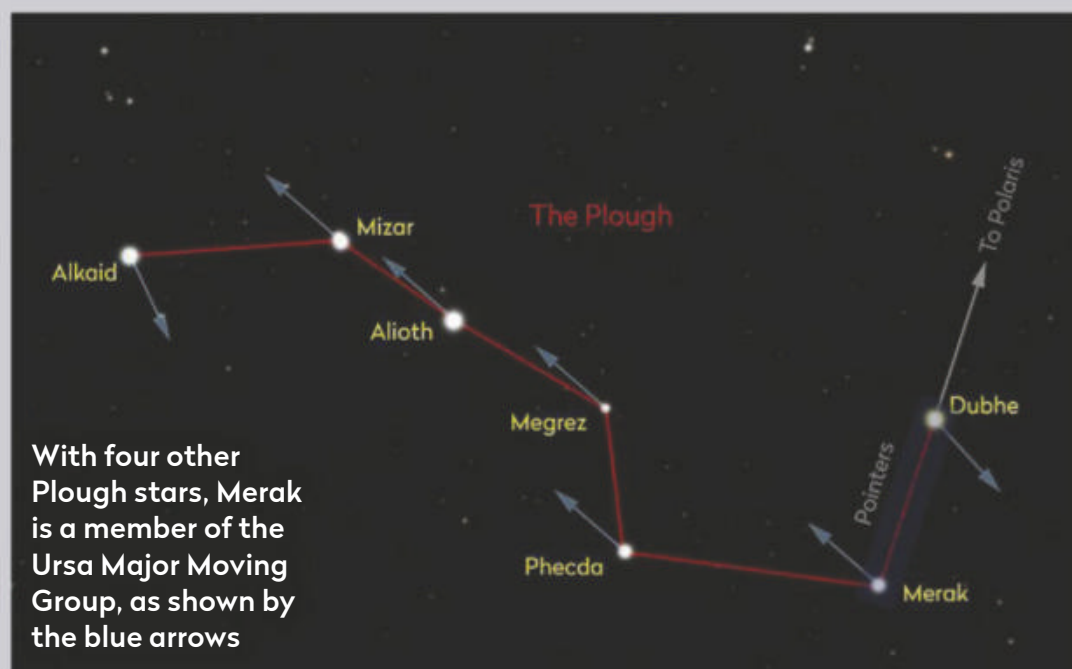 The Plough
To Polaris
Mizar
Alkaid
Alioth
Megrez
Dubhe
Pointers
Phecda
Merak
With four other
Plough stars, Merak
is a member of the
Ursa Major Moving
Group, as shown by
the blue arrows